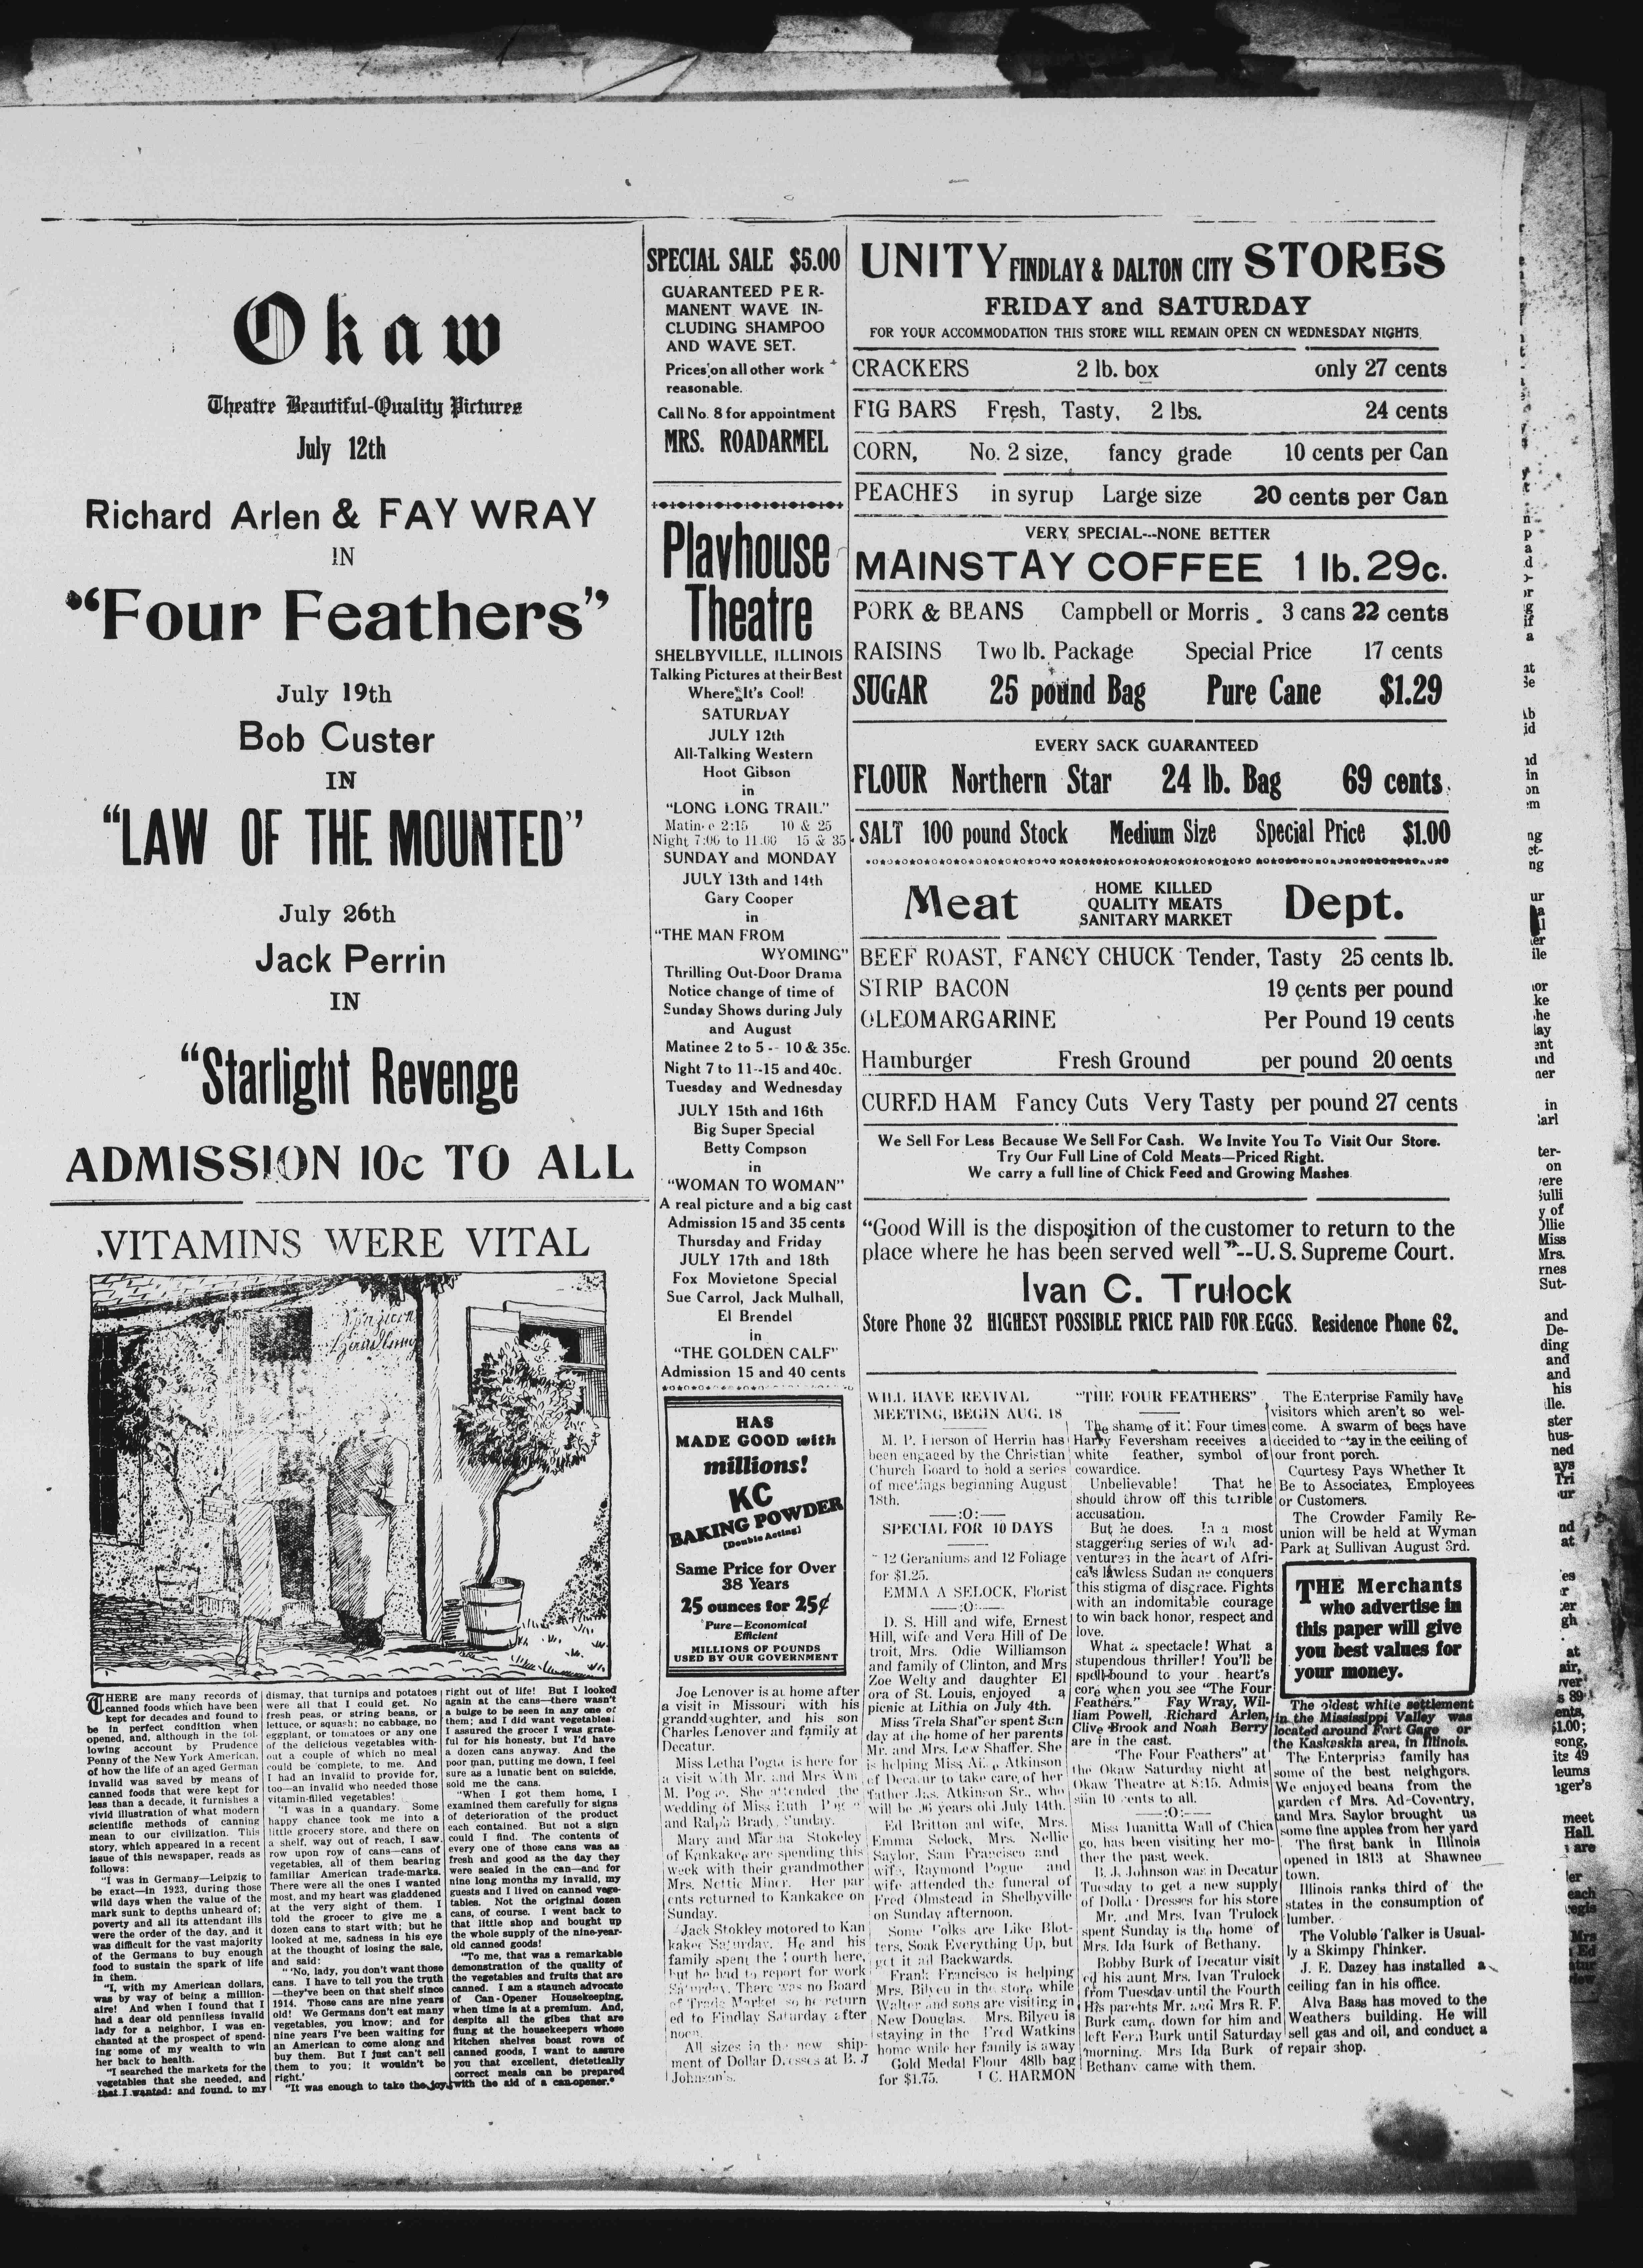 Okaw
Theatre Beautiful-Quality Pictures
July 12th
Richard Arlen & FAY WRAY
IN
"Four Feathers"
July 19th
Bob Custer
IN
"LAW OF THE MOUNTED"
July 26th
Jack Perrin
IN
"Starlight Revenge
ADMISSION 10c TO ALL
VITAMINS WERE VITAL
THERE are many records of
canned foods which have been
kept for decades and found to
be in perfect condition when
opened, and, although in the fol-
lowing account by Prudence
Penny of the New York American,
of how the life of an aged German
invalid was saved by means of
canned foods that were kept for
less than a decade, it furnishes a
vivid illustration of what modern
scientific methods of canning
mean to our civilization. This
story, which appeared in a recent
issue of this newspaper, reads as
follows:
"I was in Germany—Leipzig to
be exact—in 1923, during those
wild days when the value of the
mark sunk to depths unheard of;
poverty and all its attendant ills
were the order of the day, and it
was difficult for the vast majority
of the Germans to buy enough
food to sustain the spark of life
in them.
"I, with my American dollars,
was by way of being a million-
aire! And when I found that I
had a dear old penniless invalid
lady for a neighbor, I was en-
chanted at the prospect of spend-
ing some of my wealth to win
her back to health.
"I searched the markets for the
vegetables that she needed, and
that I wanted: and found, to my
dismay, that turnips and potatoes
were all that I could get. No
fresh peas, or string beans, or
lettuce, or squash; no cabbage, no
eggplant, or tomatoes or any one
of the delicious vegetables with-
out a couple of which no meal
could be complete, to me. And
I had an invalid to provide for,
too—an invalid who needed those
vitamin-filled vegetables!
"I was in a quandary. Some
happy chance took me into a
little grocery store, and there on
a shelf, way out of reach, I saw
row upon row of cans—cans of
vegetables, all of them bearing
familiar American trade-marks.
There were all the ones I wanted
most, and my heart was gladdened
at the very sight of them. I
told the grocer to give me a
dozen cans to start with; but he
looked at me, sadness in his eye
at the thought of losing the sale,
and said:
"'No, lady, you don't want those
cans. I have to tell you the truth
—they've been on that shelf since
1914. Those cans are nine years
old! We Germans don't eat many
vegetables, you know; and for
nine years I've been waiting for
an American to come along and
buy them. But I just can't sell
them to you; it wouldn't be
right.'
"It was enough to take the joy
right out of life! But I looked
again at the cans—there wasn't
a bulge to be seen in any one of
them; and I did want vegetables!
I assured the grocer I was grate-
ful for his honesty, but I'd have
a dozen cans anyway. And the
poor man, putting me down, I feel
sure as a lunatic bent on suicide,
sold me the cans.
"When I got them home, I
examined them carefully for signs
of deterioration of the product
each contained. But not a sign
could I find. The contents of
every one of those cans was as
fresh and good as the day they
were sealed in the can—and for
nine long months my invalid, my
guests and I lived on canned vege-
tables. Not the original dozen
cans, of course. I went back to
that little shop and bought up
the whole supply of the nine-year-
old canned goods!
"To me, that was a remarkable
demonstration of the quality of
the vegetables and fruits that are
canned. I am a staunch advocate
of Can-Opener Housekeeping,
when time is at a premium. And,
despite all the gibes that are
flung at the housekeepers whose
kitchen shelves boast rows of
canned goods, I want to assure
you that excellent, dietetically
correct meals can be prepared
with the aid of a can-opener."
SPECIAL SALE $5.00
GUARANTEED PER-
MANENT WAVE IN-
CLUDING SHAMPOO
AND WAVE SET.
Prices on all other work
reasonable.
Call No. 8 for appointment
MRS. ROADARMEL
Playhouse
Theatre
SHELBYVILLE, ILLINOIS
Talking Pictures at their Best
Where It's Cool!
SATURDAY
JULY 12th
All-Talking Western
Hoot Gibson
in
"LONG LONG TRAIL"
Matinee 2:15 10 & 25
Night 7:00 to 11:00 15 & 35
SUNDAY and MONDAY
JULY 13th and 14th
Gary Cooper
in
"THE MAN FROM
WYOMING"
Thrilling Out-Door Drama
Notice change of time of
Sunday Shows during July
and August
Matinee 2 to 5 -- 10 & 35c.
Night 7 to 11--15 and 40c.
Tuesday and Wednesday
JULY 15th and 16th
Big Super Special
Betty Compson
in
"WOMAN TO WOMAN"
A real picture and a big cast
Admission 15 and 35 cents
Thursday and Friday
JULY 17th and 18th
Fox Movietone Special
Sue Carrol, Jack Mulhall,
El Brendel
in
"THE GOLDEN CALF"
Admission 15 and 40 cents
HAS
MADE GOOD with
millions!
KC
BAKING POWDER
(Double Acting)
Same Price for Over
38 Years
25 ounces for 25¢
Pure—Economical
Efficient
MILLIONS OF POUNDS
USED BY OUR GOVERNMENT
Joe Lenover is at home after
a visit in Missouri with his
granddaughter, and his son
Charles Lenover and family at
Decatur.
Miss Letha Pogue is here for
a visit with Mr. and Mrs Wm
M. Pogue. She attended the
wedding of Miss Ruth Pogue
and Ralph Brady, Sunday.
Mary and Martha Stokeley
of Kankakee are spending this
week with their grandmother
Mrs. Nettie Minor. Her par
ents returned to Kankakee on
Sunday.
Jack Stokley motored to Kan
kakee Saturday. He and his
family spent the Fourth here,
but he had to report for work
Saturday. There was no Board
of Trade Market so he return
ed to Findlay Saturday after
noon.
All sizes in the new ship-
ment of Dollar Dresses at B. J
Johnson's.
UNITY FINDLAY & DALTON CITY STORES
FRIDAY and SATURDAY
FOR YOUR ACCOMMODATION THIS STORE WILL REMAIN OPEN ON WEDNESDAY NIGHTS.
CRACKERS 2 lb. box only 27 cents
FIG BARS Fresh, Tasty, 2 lbs. 24 cents
CORN, No. 2 size, fancy grade 10 cents per Can
PEACHES in syrup Large size 20 cents per Can
VERY SPECIAL---NONE BETTER
MAINSTAY COFFEE 1 lb. 29c.
PORK & BEANS Campbell or Morris. 3 cans 22 cents
RAISINS Two lb. Package Special Price 17 cents
SUGAR 25 pound Bag Pure Cane $1.29
EVERY SACK GUARANTEED
FLOUR Northern Star 24 lb. Bag 69 cents.
SALT 100 pound Stock Medium Size Special Price $1.00
Meat HOME KILLED QUALITY MEATS SANITARY MARKET Dept.
BEEF ROAST, FANCY CHUCK Tender, Tasty 25 cents lb.
STRIP BACON 19 cents per pound
OLEOMARGARINE Per Pound 19 cents
Hamburger Fresh Ground per pound 20 cents
CURED HAM Fancy Cuts Very Tasty per pound 27 cents
We Sell For Less Because We Sell For Cash. We Invite You To Visit Our Store.
Try Our Full Line of Cold Meats—Priced Right.
We carry a full line of Chick Feed and Growing Mashes
"Good Will is the disposition of the customer to return to the
place where he has been served well"--U. S. Supreme Court.
Ivan C. Trulock
Store Phone 32 HIGHEST POSSIBLE PRICE PAID FOR EGGS. Residence Phone 62.
WILL HAVE REVIVAL
MEETING, BEGIN AUG. 18
M. P. Pierson of Herrin has
been engaged by the Christian
Church Board to hold a series
of meetings beginning August
18th.
—:O:—
SPECIAL FOR 10 DAYS
12 Geraniums and 12 Foliage
for $1.25.
EMMA A SELOCK, Florist
—:O:—
D. S. Hill and wife, Ernest
Hill, wife and Vera Hill of De
troit, Mrs. Odie Williamson
and family of Clinton, and Mrs
Zoe Welty and daughter El
ora of St. Louis, enjoyed a
picnic at Lithia on July 4th.
Miss Trela Shaffer spent Sun
day at the home of her parents
Mr. and Mrs. Lew Shaffer. She
is helping Miss Atkinson
of Decatur to take care of her
father Jas. Atkinson Sr., who
will be 96 years old July 14th.
Ed Britton and wife, Mrs.
Emma Selock, Mrs. Nellie
Saylor, Sam Francisco and
wife, Raymond Pogue and
wife attended the funeral of
Fred Olmstead in Shelbyville
on Sunday afternoon.
Some Folks are Like Blot-
ters, Soak Everything Up, but
get it all Backwards.
Frank Francisco is helping
Mrs. Bilyeu in the store while
Walter and sons are visiting in
New Douglas. Mrs. Bilyeu is
staying in the Fred Watkins
home while her family is away
Gold Medal Flour 48lb bag
for $1.75. C. HARMON
"THE FOUR FEATHERS"
The shame of it! Four times
Harry Feversham receives a
white feather, symbol of
cowardice.
Unbelievable! That he
should throw off this terrible
accusation.
But he does. In a most
staggering series of wild ad-
ventures in the heart of Afri-
ca's lawless Sudan he conquers
this stigma of disgrace. Fights
with an indomitable courage
to win back honor, respect and
love.
What a spectacle! What a
stupendous thriller! You'll be
spell-bound to your heart's
core when you see "The Four
Feathers." Fay Wray, Wil-
liam Powell, Richard Arlen,
Clive Brook and Noah Berry
are in the cast.
"The Four Feathers" at
the Okaw Saturday night at
Okaw Theatre at 8:15. Admis
siin 10 cents to all.
—:O:—
Miss Juanitta Wall of Chica
go, has been visiting her mo-
ther the past week.
B. J. Johnson was in Decatur
Tuesday to get a new supply
of Dollar Dresses for his store
Mr. and Mrs. Ivan Trulock
spent Sunday is the home of
Mrs. Ida Burk of Bethany.
Bobby Burk of Decatur visit
ed his aunt Mrs. Ivan Trulock
from Tuesday until the Fourth
His parehts Mr. and Mrs R. F.
Burk came down for him and
left Fera Burk until Saturday
morning. Mrs Ida Burk of
Bethany came with them.
The Enterprise Family have
visitors which aren't so wel-
come. A swarm of bees have
decided to stay in the ceiling of
our front porch.
Courtesy Pays Whether It
Be to Associates, Employees
or Customers.
The Crowder Family Re-
union will be held at Wyman
Park at Sullivan August 3rd.
THE Merchants
who advertise in
this paper will give
you best values for
your money.
The oldest white settlement
in the Mississippi Valley was
located around Fort Gage or
the Kaskaskia area, in Illinois.
The Enterprise family has
some of the best neighgors.
We enjoyed beans from the
garden of Mrs. Ad-Coventry,
and Mrs. Saylor brought us
some fine apples from her yard
The first bank in Illinois
opened in 1813 at Shawnee
town.
Illinois ranks third of the
states in the consumption of
lumber.
The Voluble Talker is Usual-
ly a Skimpy Thinker.
J. E. Dazey has installed a
ceiling fan in his office.
Alva Bass has moved to the
Weathers building. He will
sell gas and oil, and conduct a
repair shop.